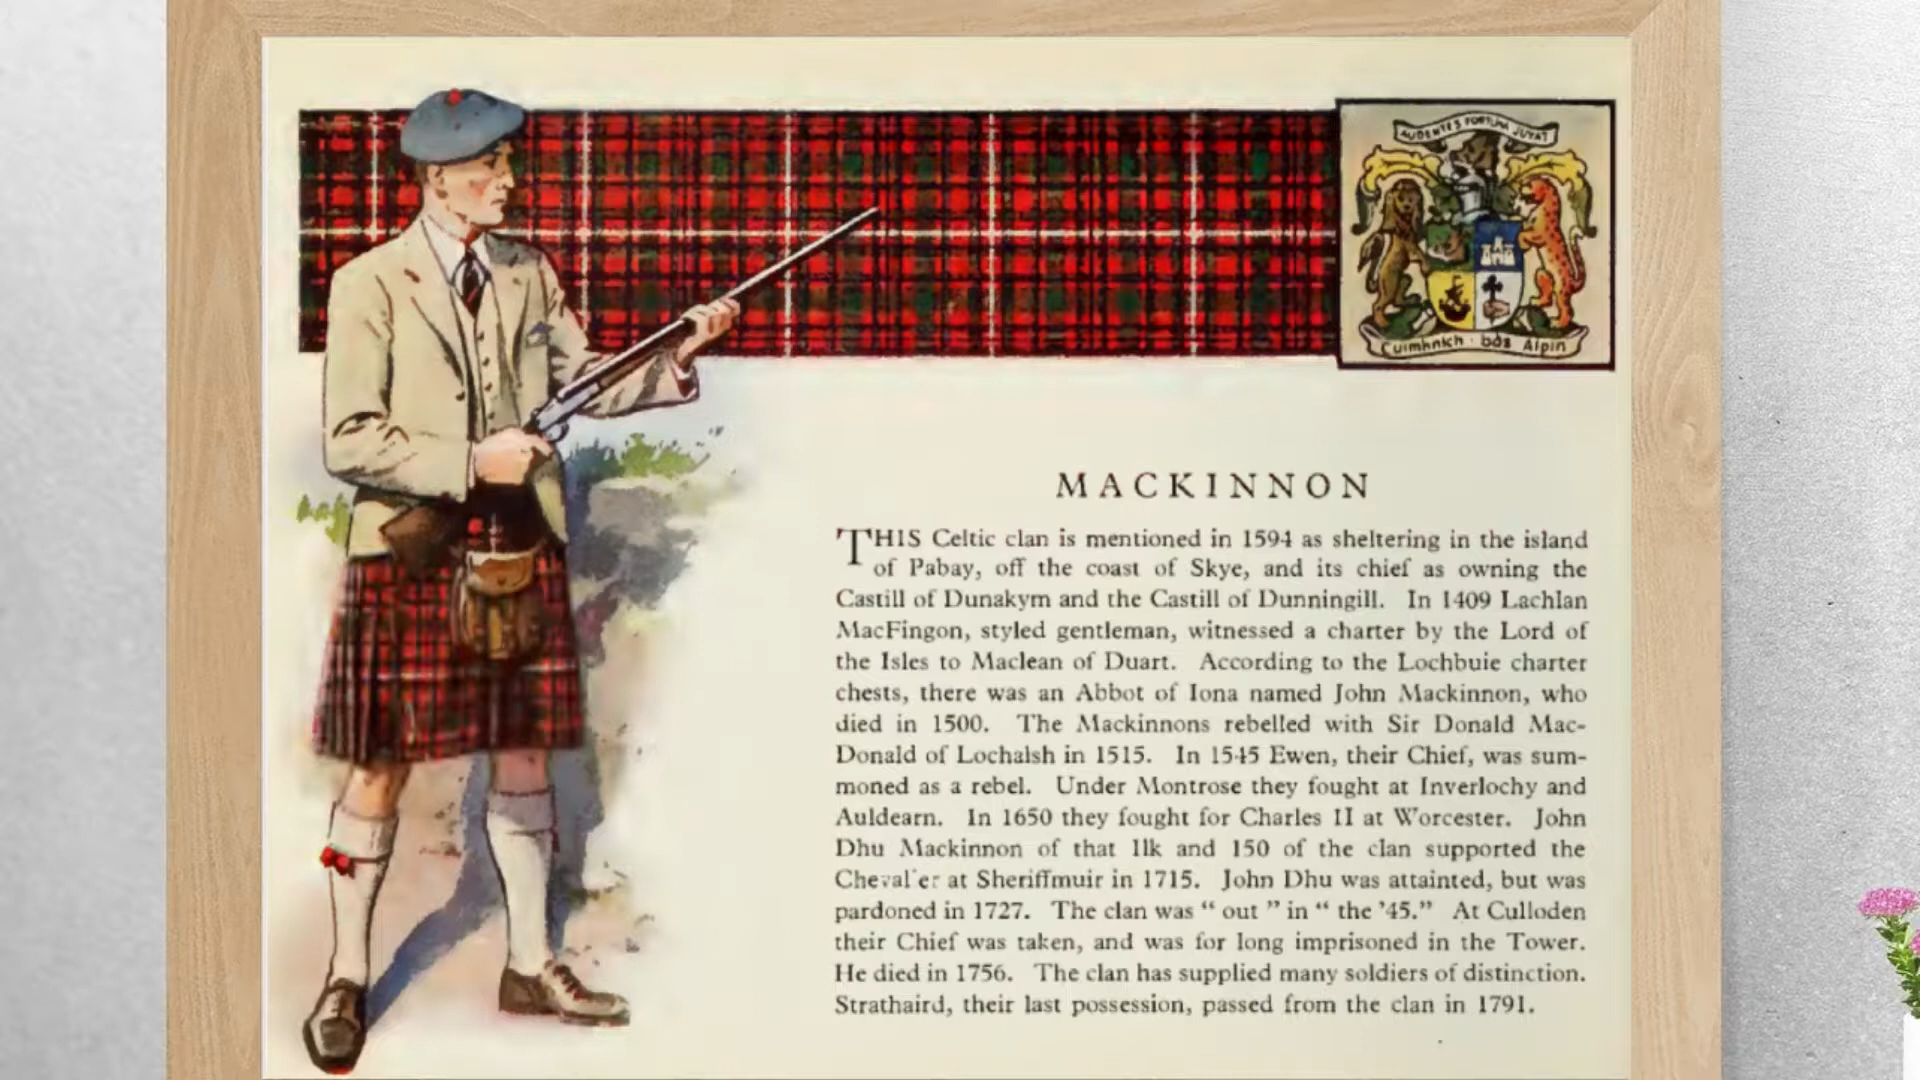 AUDENTES FORTUNA JUVAT
Cuimhnich · bàs Alpin
MACKINNON
THIS Celtic clan is mentioned in 1594 as sheltering in the island
of Pabay, off the coast of Skye, and its chief as owning the
Castill of Dunakym and the Castill of Dunningill. In 1409 Lachlan
MacFingon, styled gentleman, witnessed a charter by the Lord of
the Isles to Maclean of Duart. According to the Lochbuie charter
chests, there was an Abbot of Iona named John Mackinnon, who
died in 1500. The Mackinnons rebelled with Sir Donald Mac-
Donald of Lochalsh in 1515. In 1545 Ewen, their Chief, was sum-
moned as a rebel. Under Montrose they fought at Inverlochy and
Auldearn. In 1650 they fought for Charles II at Worcester. John
Dhu Mackinnon of that Ilk and 150 of the clan supported the
Chevalier at Sheriffmuir in 1715. John Dhu was attainted, but was
pardoned in 1727. The clan was “ out ” in “ the ’45.” At Culloden
their Chief was taken, and was for long imprisoned in the Tower.
He died in 1756. The clan has supplied many soldiers of distinction.
Strathaird, their last possession, passed from the clan in 1791.